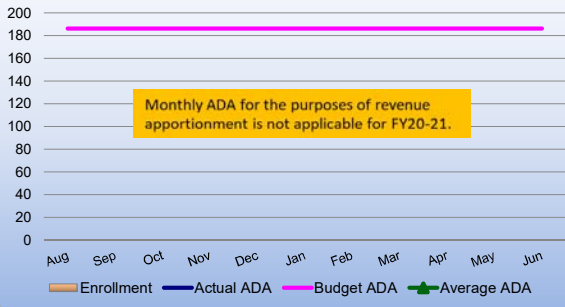 200
180
160
140
120
100
80
60
40
20
0
Monthly ADA for the purposes of revenue
apportionment is not applicable for FY20-21.
Aug Sep Oct Nov Dec Jan Feb Mar Apr May Jun
Enrollment Actual ADA Budget ADA Average ADA